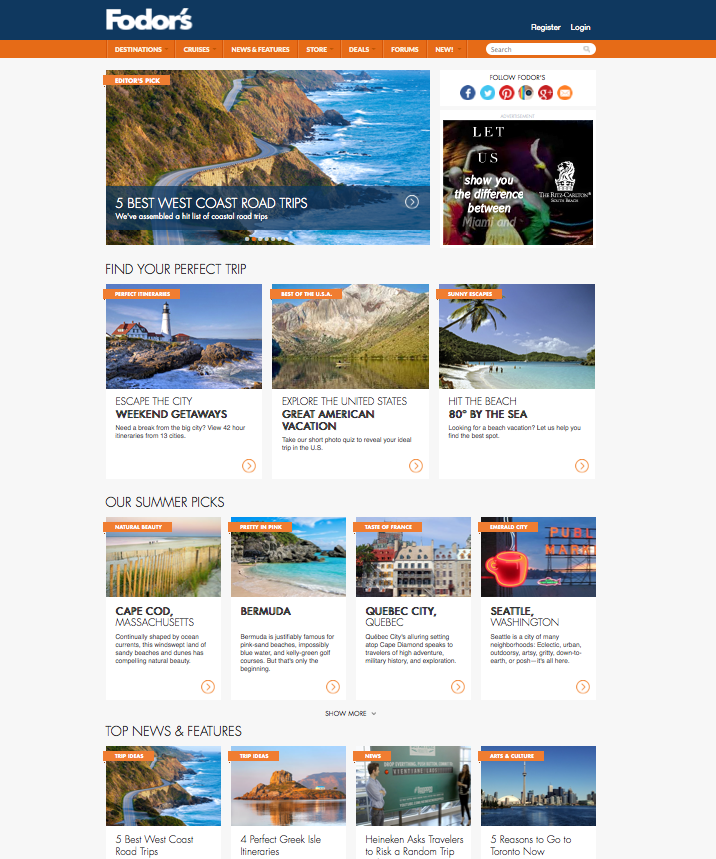 Fodor's
Register Login
DESTINATIONS CRUISES NEWS & FEATURES STORE DEALS FORUMS NEW! Search
EDITOR'S PICK
5 BEST WEST COAST ROAD TRIPS
We've assembled a hit list of coastal road trips
FOLLOW FODOR'S
ADVERTISEMENT
LET
US
show you
the difference
between
Miami and
THE RITZ-CARLTON®
SOUTH BEACH
FIND YOUR PERFECT TRIP
PERFECT ITINERARIES
ESCAPE THE CITY
WEEKEND GETAWAYS
Need a break from the big city? View 42 hour
itineraries from 13 cities.
BEST OF THE U.S.A.
EXPLORE THE UNITED STATES
GREAT AMERICAN
VACATION
Take our short photo quiz to reveal your ideal
trip in the U.S.
SUNNY ESCAPES
HIT THE BEACH
80° BY THE SEA
Looking for a beach vacation? Let us help you
find the best spot.
OUR SUMMER PICKS
NATURAL BEAUTY
CAPE COD,
MASSACHUSETTS
Continually shaped by ocean
currents, this windswept land of
sandy beaches and dunes has
compelling natural beauty.
PRETTY IN PINK
BERMUDA
Bermuda is justifiably famous for
pink-sand beaches, impossibly
blue water, and kelly-green golf
courses. But that's only the
beginning.
TASTE OF FRANCE
QUEBEC CITY,
QUEBEC
Québec City's alluring setting
atop Cape Diamond speaks to
travelers of high adventure,
military history, and exploration.
EMERALD CITY
PUBL
MARK
SEATTLE,
WASHINGTON
Seattle is a city of many
neighborhoods: Eclectic, urban,
outdoorsy, artsy, gritty, down-to-
earth, or posh—it's all here.
SHOW MORE
TOP NEWS & FEATURES
TRIP IDEAS
5 Best West Coast
Road Trips
TRIP IDEAS
4 Perfect Greek Isle
Itineraries
NEWS
DROP EVERYTHING, PUSH BUTTON, COMMIT TO
VIENTIANE LAOS
Heineken Asks Travelers
to Risk a Random Trip
ARTS & CULTURE
5 Reasons to Go to
Toronto Now